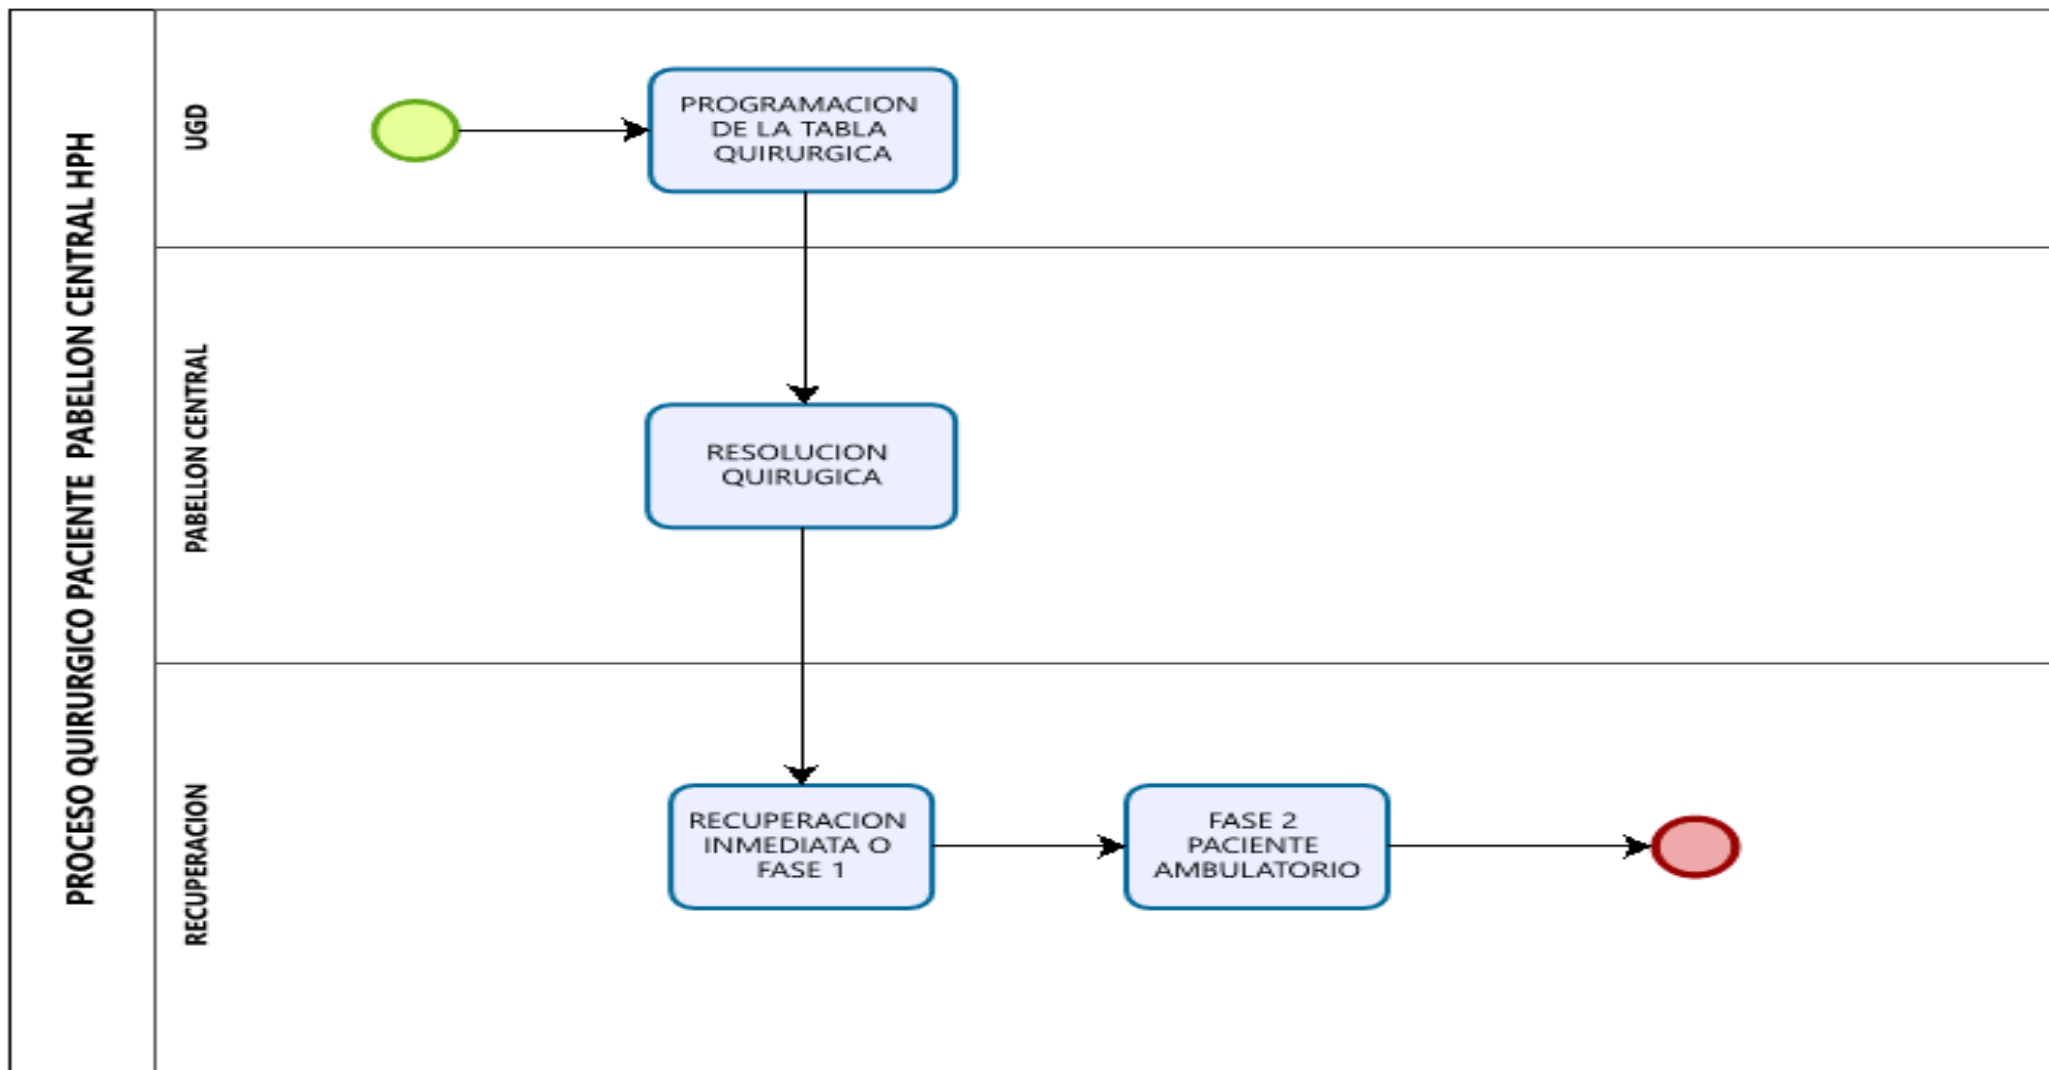 PROCESO QUIRURGICO PACIENTE PABELLON CENTRAL HPH
UGD
PROGRAMACION
DE LA TABLA
QUIRURGICA
PABELLON CENTRAL
RESOLUCION
QUIRUGICA
RECUPERACION
RECUPERACION
INMEDIATA O
FASE 1
FASE 2
PACIENTE
AMBULATORIO